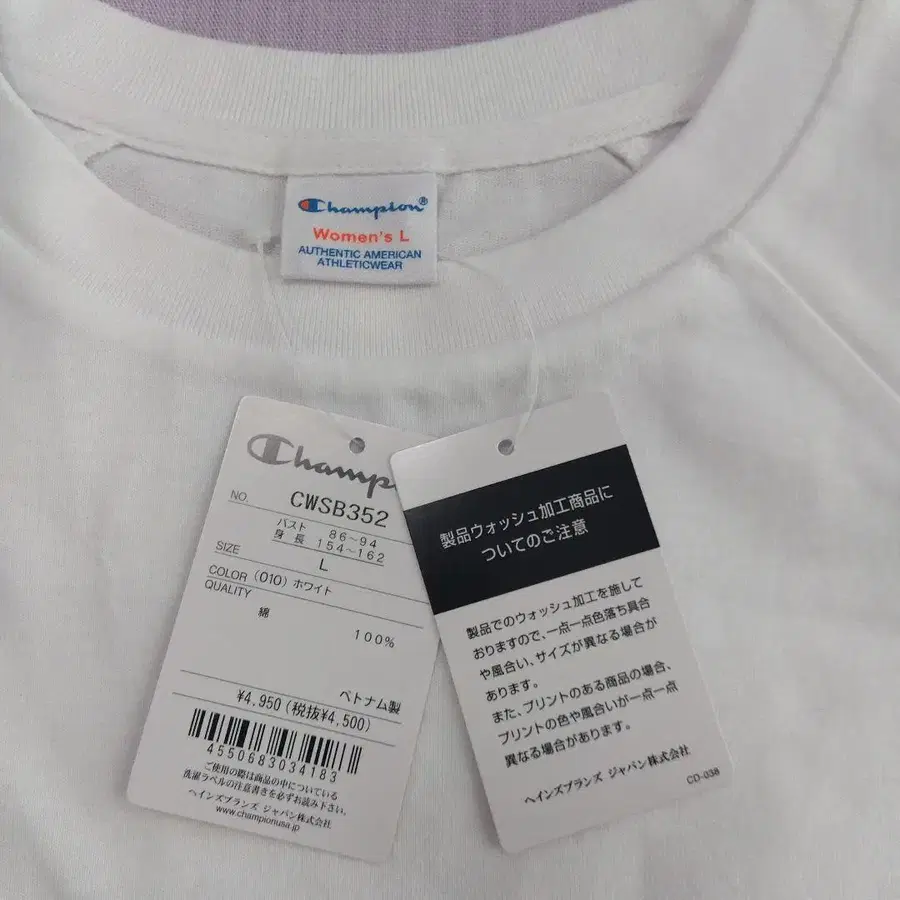 Champion®
Women's L
AUTHENTIC AMERICAN
ATHLETICWEAR
Champ
NO. CWSB352
バスト 86~94
身長 154~162
SIZE L
COLOR (010) ホワイト
QUALITY
綿 100%
ベトナム製
¥4,950 (税抜¥4,500)
4550683034183
ご使用の際は商品の中についている
洗濯ラベルの注意書きを必ずお読み下さい。
ヘインズブランズ ジャパン株式会社
www.championusa.jp
製品ウォッシュ加工商品に
ついてのご注意
製品でのウォッシュ加工を施して
おりますので、一点一点色落ち具合
や風合い、サイズが異なる場合が
あります。
また、プリントのある商品の場合、
プリントの色や風合いが一点一点
異なる場合があります。
ヘインズブランズ ジャパン株式会社
CD-038